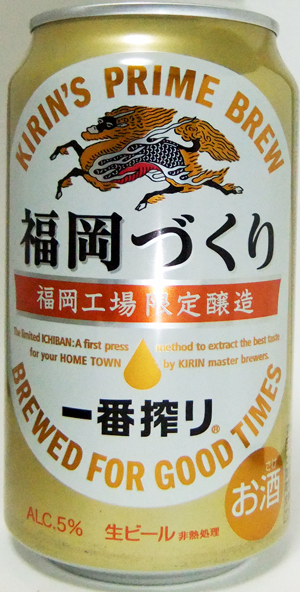 KIRIN'S PRIME BREW
福岡づくり
福岡工場限定醸造
The limited ICHIBAN: A first press method to extract the best taste
for your HOME TOWN by KIRIN master brewers.
一番搾り®
BREWED FOR GOOD TIMES
お酒
ALC.5% 生ビール 非熱処理